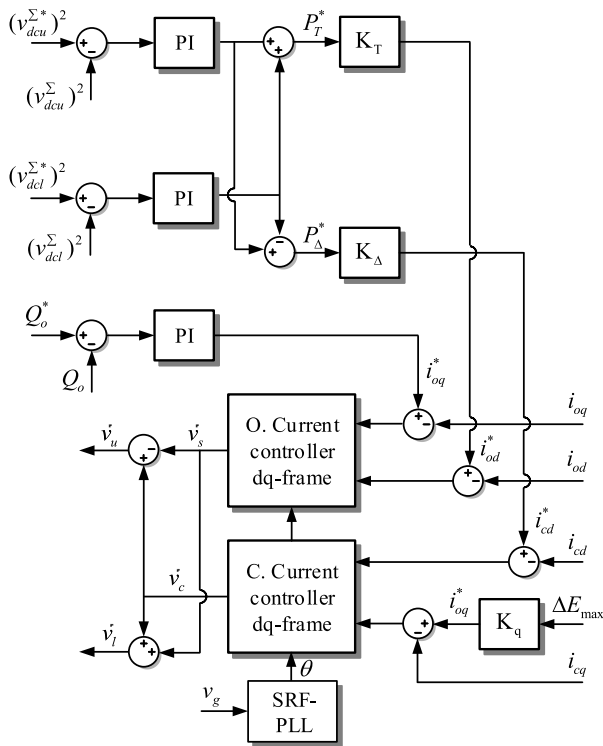 (v_{dcu}^{Σ*})^2
PI
P_T^*
K_T
(v_{dcu}^{Σ})^2
(v_{dcl}^{Σ*})^2
PI
(v_{dcl}^{Σ})^2
P_Δ^*
K_Δ
Q_o^*
PI
Q_o
i_{oq}^*
i_{oq}
O. Current
controller
dq-frame
v_u^'
v_s^'
i_{od}^*
i_{od}
i_{cd}^*
i_{cd}
C. Current
controller
dq-frame
v_c^'
i_{oq}^*
K_q
ΔE_{max}
v_l^'
i_{cq}
θ
v_g
SRF-
PLL